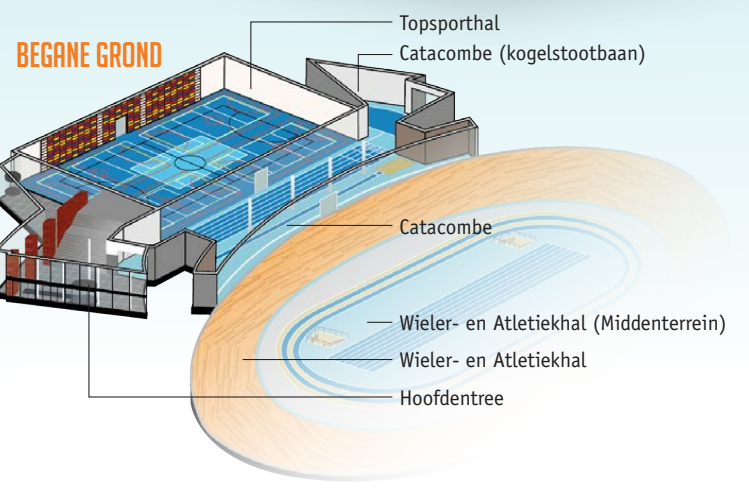 BEGANE GROND
Topsporthal
Catacombe (kogelstootbaan)
Catacombe
Wieler- en Atletiekhal (Middenterrein)
Wieler- en Atletiekhal
Hoofdentree